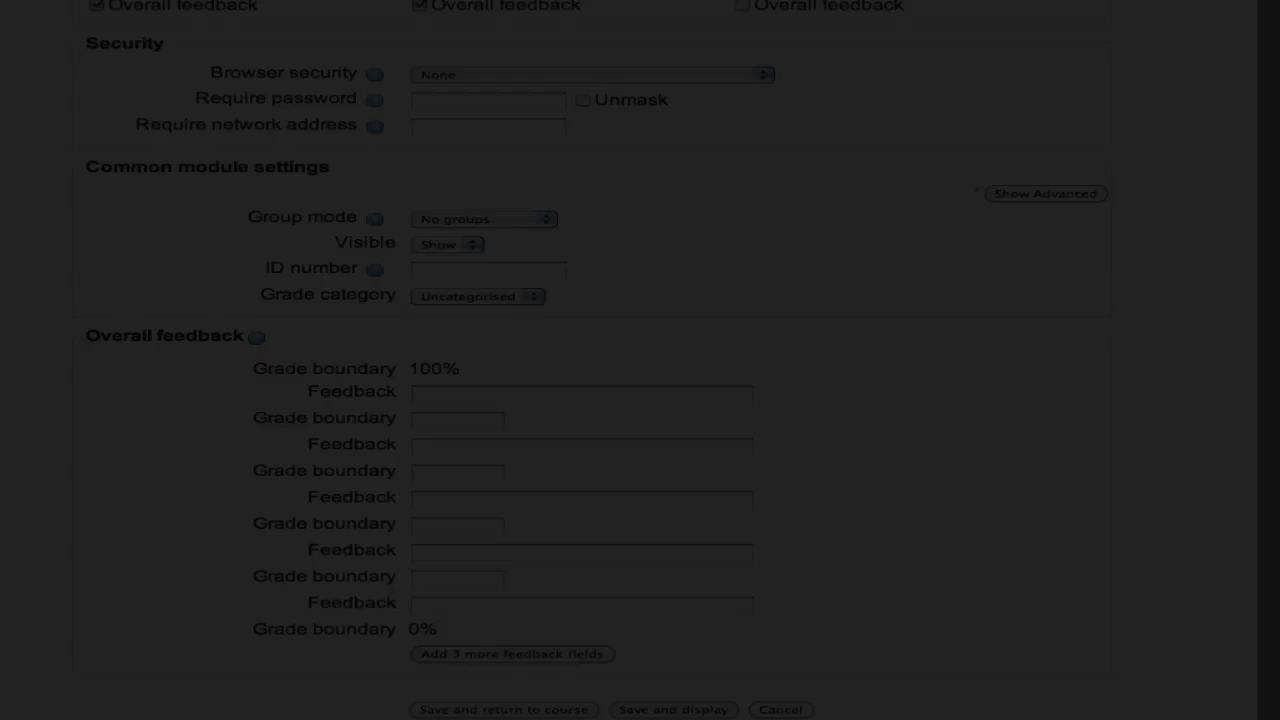 Overall feedback Overall feedback Overall feedback
Security
Browser security None
Require password Unmask
Require network address
Common module settings
* Show Advanced
Group mode No groups
Visible Show
ID number
Grade category Uncategorised
Overall feedback
Grade boundary 100%
Feedback
Grade boundary
Feedback
Grade boundary
Feedback
Grade boundary
Feedback
Grade boundary
Feedback
Grade boundary 0%
Add 3 more feedback fields
Save and return to course Save and display Cancel